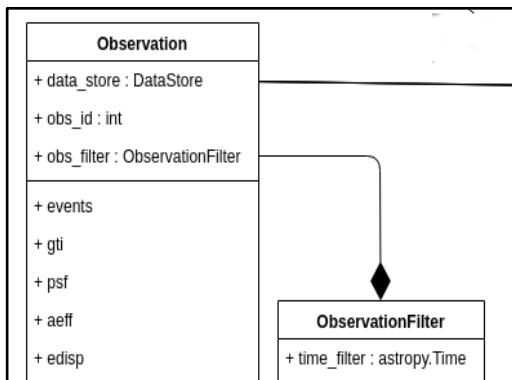 Observation
+ data_store : DataStore
+ obs_id : int
+ obs_filter : ObservationFilter
+ events
+ gti
+ psf
+ aeff
+ edisp
ObservationFilter
+ time_filter : astropy.Time